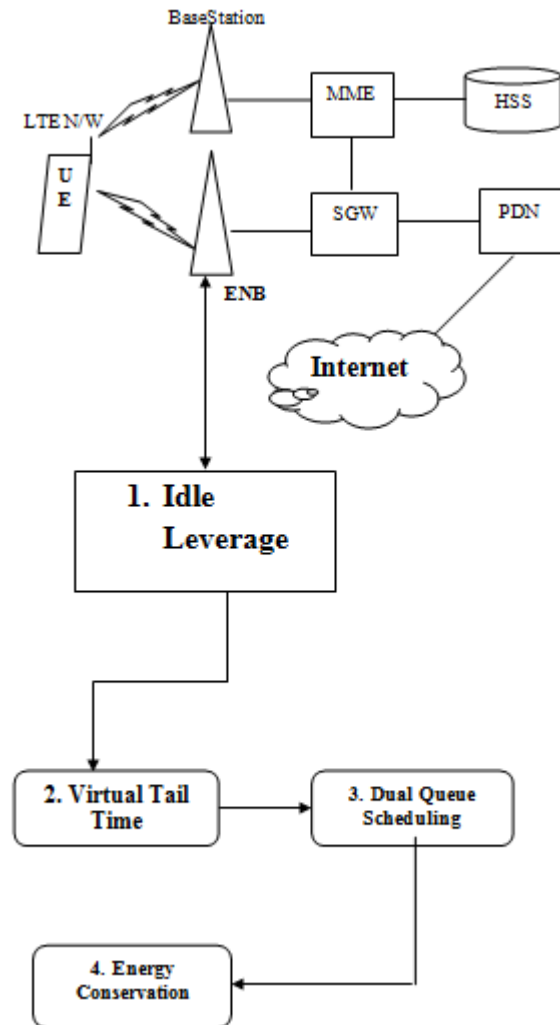 BaseStation
MME
HSS
LTE N/W
U
E
SGW
PDN
ENB
Internet
1. Idle
Leverage
2. Virtual Tail
Time
3. Dual Queue
Scheduling
4. Energy
Conservation